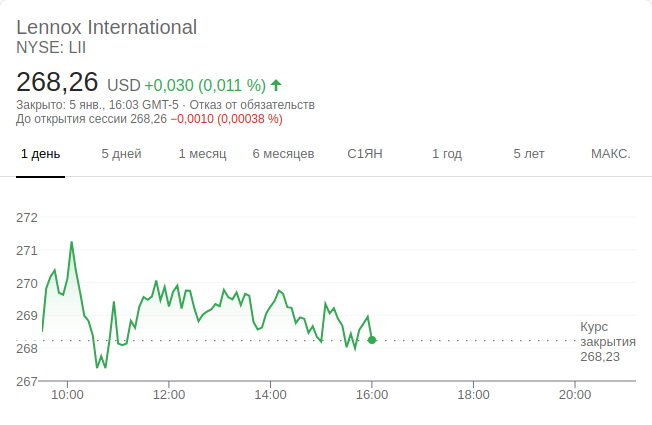 Lennox International
NYSE: LII
268,26 USD +0,030 (0,011 %)
Закрыто: 5 янв., 16:03 GMT-5 · Отказ от обязательств
До открытия сессии 268,26 −0,0010 (0,00038 %)
1 день 5 дней 1 месяц 6 месяцев С1ЯН 1 год 5 лет МАКС.
272
271
270
269
268
267
Курс
закрытия
268,23
10:00 12:00 14:00 16:00 18:00 20:00